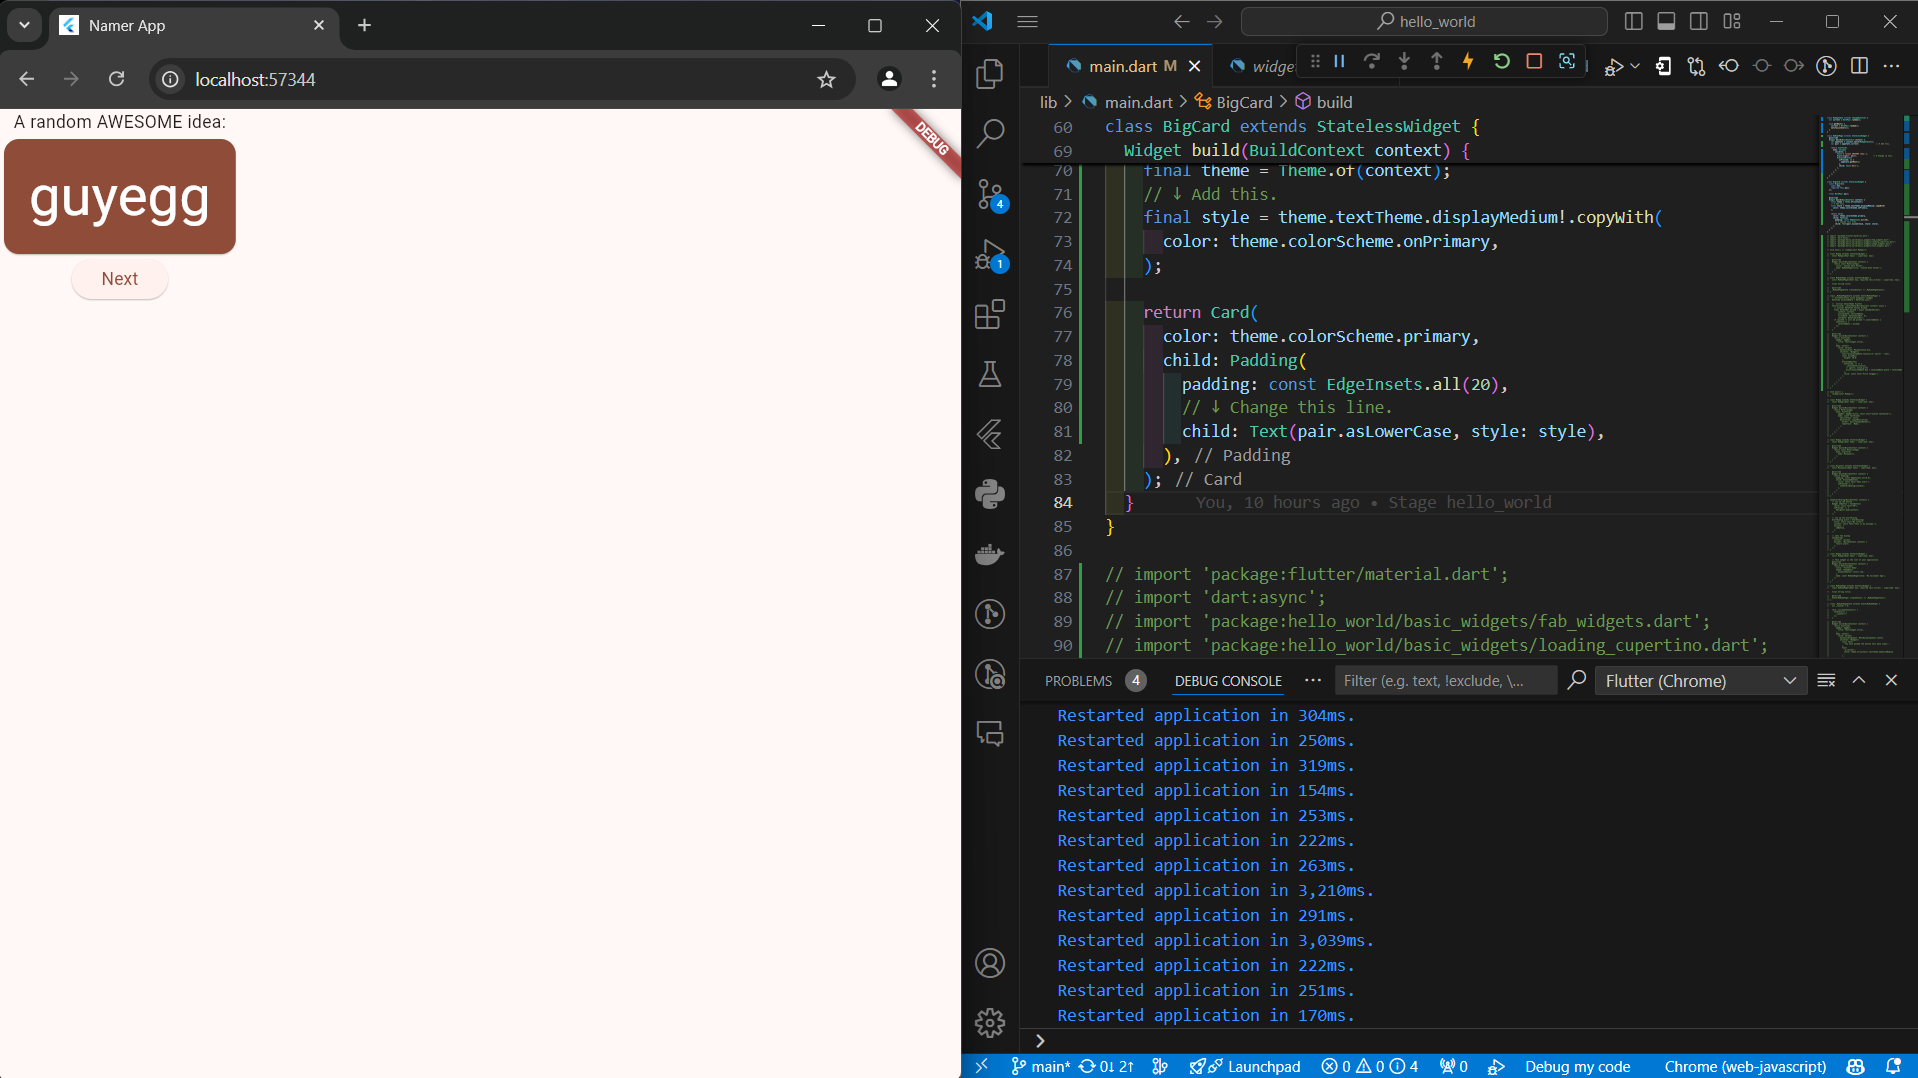 Namer App
localhost:57344
A random AWESOME idea:
DEBUG
guyegg
Next
hello_world
main.dart M
widge
lib > main.dart > BigCard > build
60 class BigCard extends StatelessWidget {
69 Widget build(BuildContext context) {
70 final theme = Theme.of(context);
71 // ↓ Add this.
72 final style = theme.textTheme.displayMedium!.copyWith(
73 color: theme.colorScheme.onPrimary,
74 );
75
76 return Card(
77 color: theme.colorScheme.primary,
78 child: Padding(
79 padding: const EdgeInsets.all(20),
80 // ↓ Change this line.
81 child: Text(pair.asLowerCase, style: style),
82 ), // Padding
83 ); // Card
84 } You, 10 hours ago • Stage hello_world
85 }
86
87 // import 'package:flutter/material.dart';
88 // import 'dart:async';
89 // import 'package:hello_world/basic_widgets/fab_widgets.dart';
90 // import 'package:hello_world/basic_widgets/loading_cupertino.dart';
4
1
PROBLEMS 4 DEBUG CONSOLE ··· Filter (e.g. text, !exclude, \... Flutter (Chrome)
Restarted application in 304ms.
Restarted application in 250ms.
Restarted application in 319ms.
Restarted application in 154ms.
Restarted application in 253ms.
Restarted application in 222ms.
Restarted application in 263ms.
Restarted application in 3,210ms.
Restarted application in 291ms.
Restarted application in 3,039ms.
Restarted application in 222ms.
Restarted application in 251ms.
Restarted application in 170ms.
>
main* 0↓ 2↑ Launchpad 0 0 4 0 Debug my code Chrome (web-javascript)